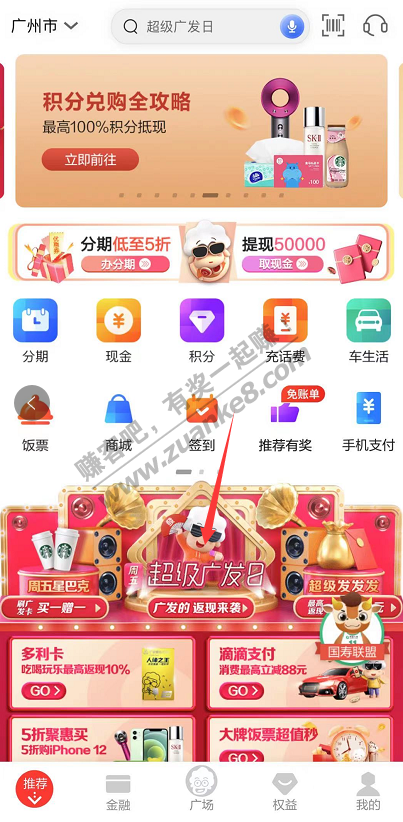 广州市
超级广发日
积分兑购全攻略
最高100%积分抵现
立即前往
SK-II
¥100
分期低至5折
办分期
提现50000
取现金
分期
现金
积分
充话费
车生活
免账单
饭票
商城
签到
推荐有奖
手机支付
赚客吧，有奖一起赚！
www.zuanke8.com
周五
超级广发日
周五星巴克
刷广发卡 买一赠一
广发的 返现来袭
超级发发发
国寿联盟
多利卡
吃喝玩乐最高返现10%
GO
滴滴支付
消费最高立减88元
GO
5折聚惠买
5折购iPhone 12
SK-II
大牌饭票超值秒
GO
推荐
金融
广场
权益
我的